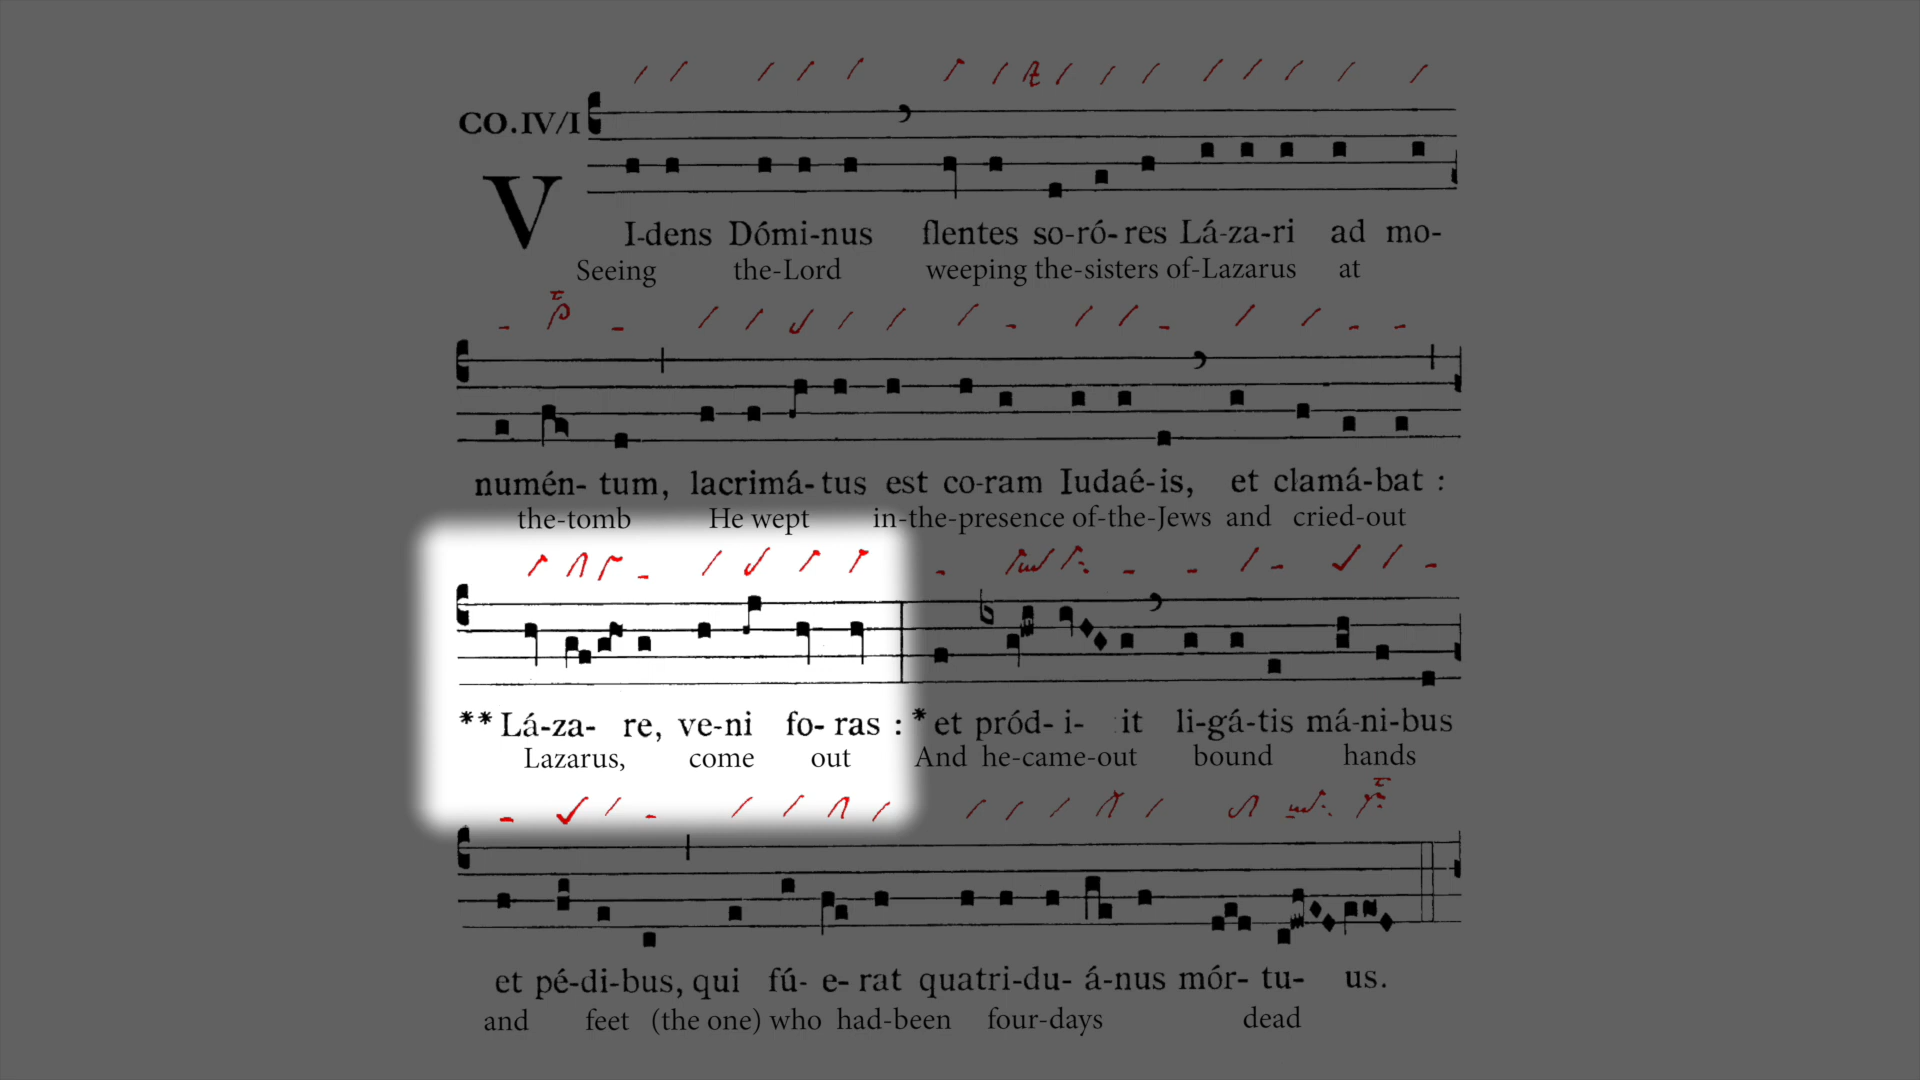 CO.IV/I
VI-dens Dómi-nus flentes so-ró-res Lá-za-ri ad mo-
Seeing the-Lord weeping the-sisters of-Lazarus at
numén- tum, lacrimá-tus est co-ram Iudaé-is, et clamá-bat :
the-tomb He wept in-the-presence of-the-Jews and cried-out
** Lá-za- re, ve-ni fo- ras : * et pród- i- it li-gá-tis má-ni-bus
Lazarus, come out And he-came-out bound hands
et pé-di-bus, qui fú- e- rat quatri-du- á-nus mór- tu- us.
and feet (the one) who had-been four-days dead